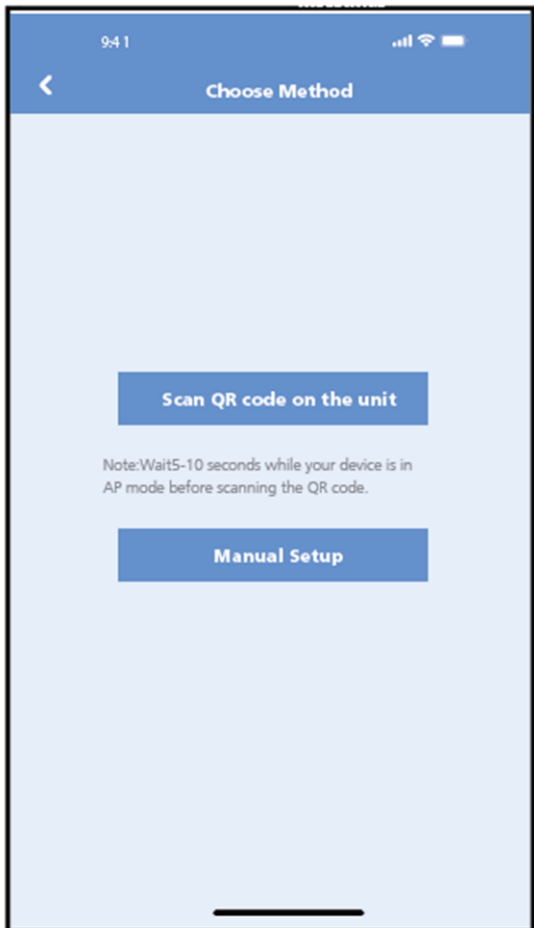 9:41
Choose Method
Scan QR code on the unit
Note:Wait5-10 seconds while your device is in
AP mode before scanning the QR code.
Manual Setup